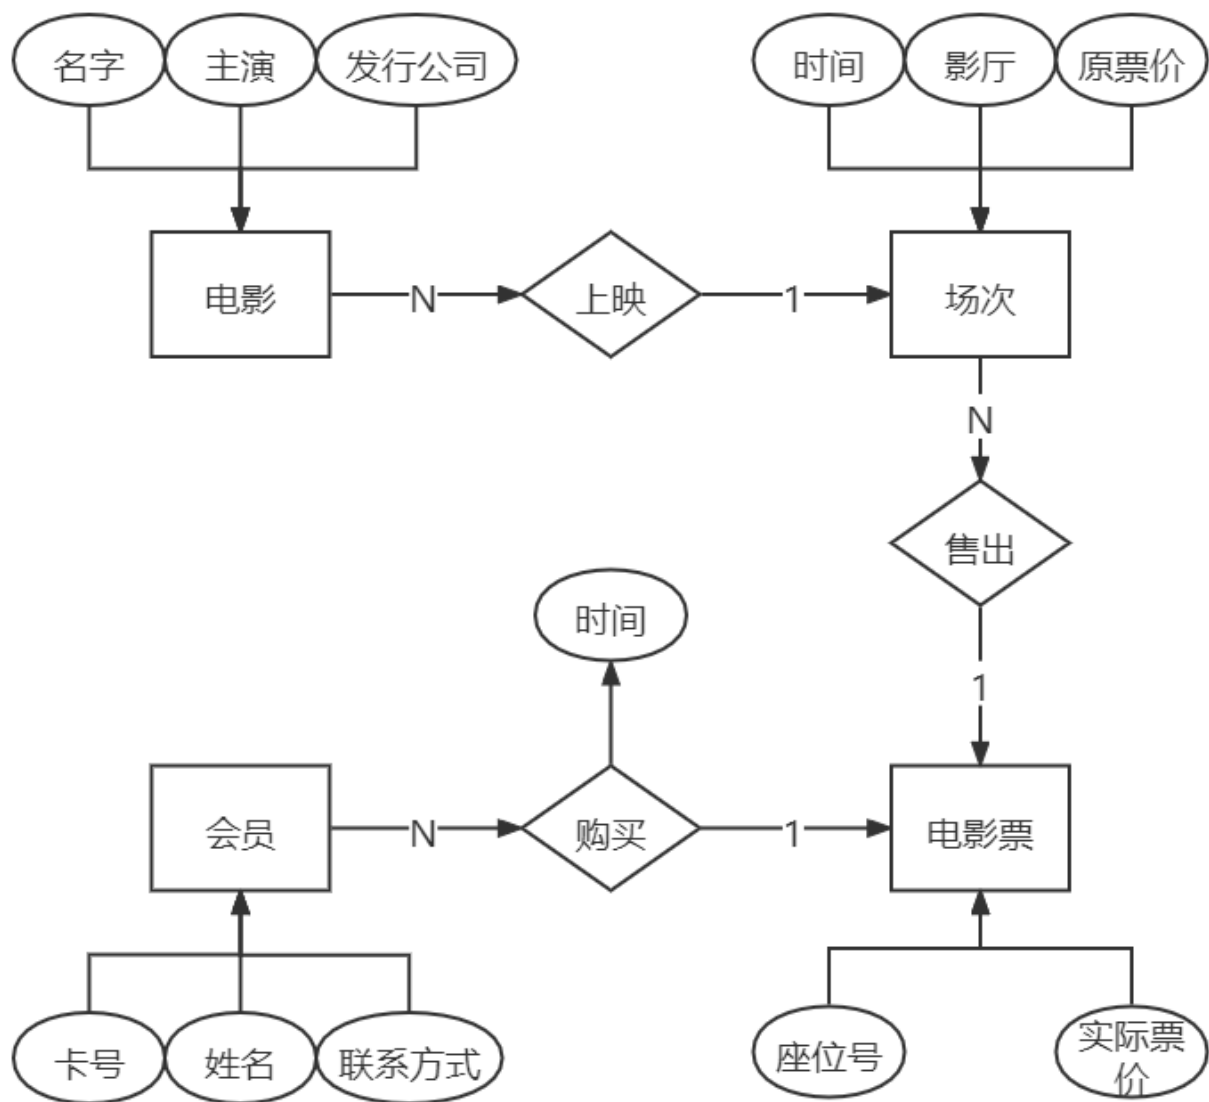 名字
主演
发行公司
时间
影厅
原票价
电影
N
上映
1
场次
N
售出
时间
1
会员
N
购买
1
电影票
卡号
姓名
联系方式
座位号
实际票
价